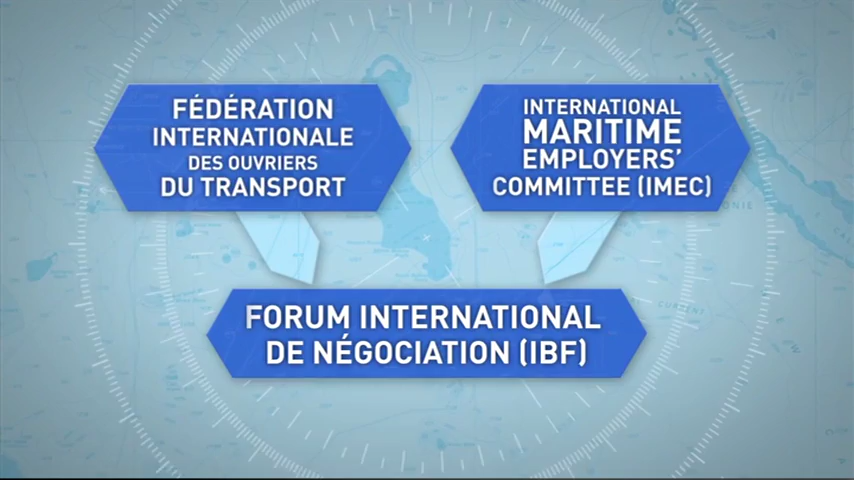 FÉDÉRATION
INTERNATIONALE
DES OUVRIERS
DU TRANSPORT
INTERNATIONAL
MARITIME
EMPLOYERS'
COMMITTEE (IMEC)
FORUM INTERNATIONAL
DE NÉGOCIATION (IBF)